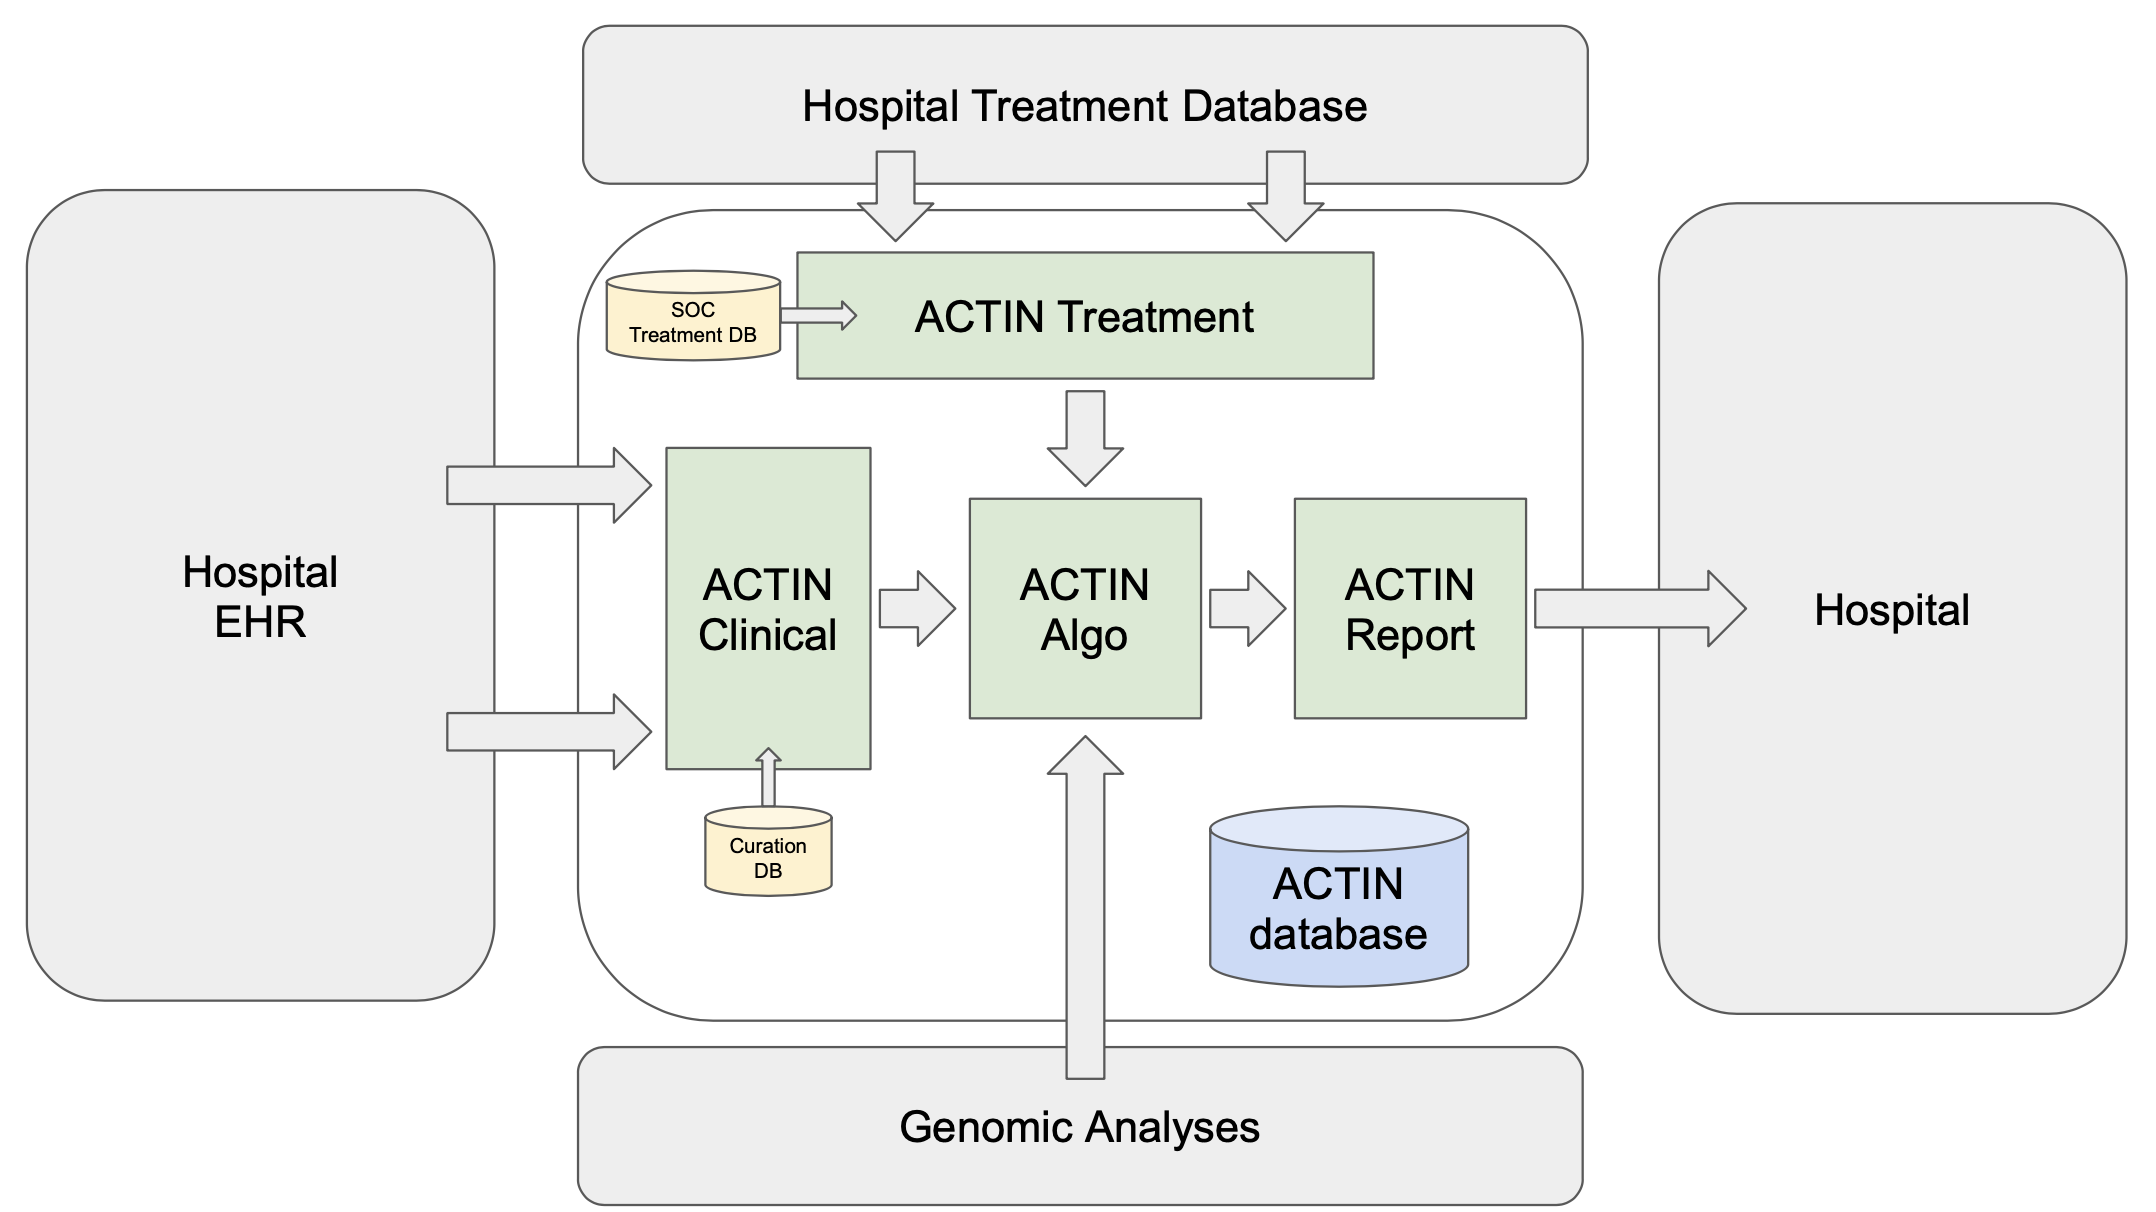 Hospital Treatment Database
SOC
Treatment DB
ACTIN Treatment
Hospital
EHR
ACTIN
Clinical
ACTIN
Algo
ACTIN
Report
Hospital
Curation
DB
ACTIN
database
Genomic Analyses